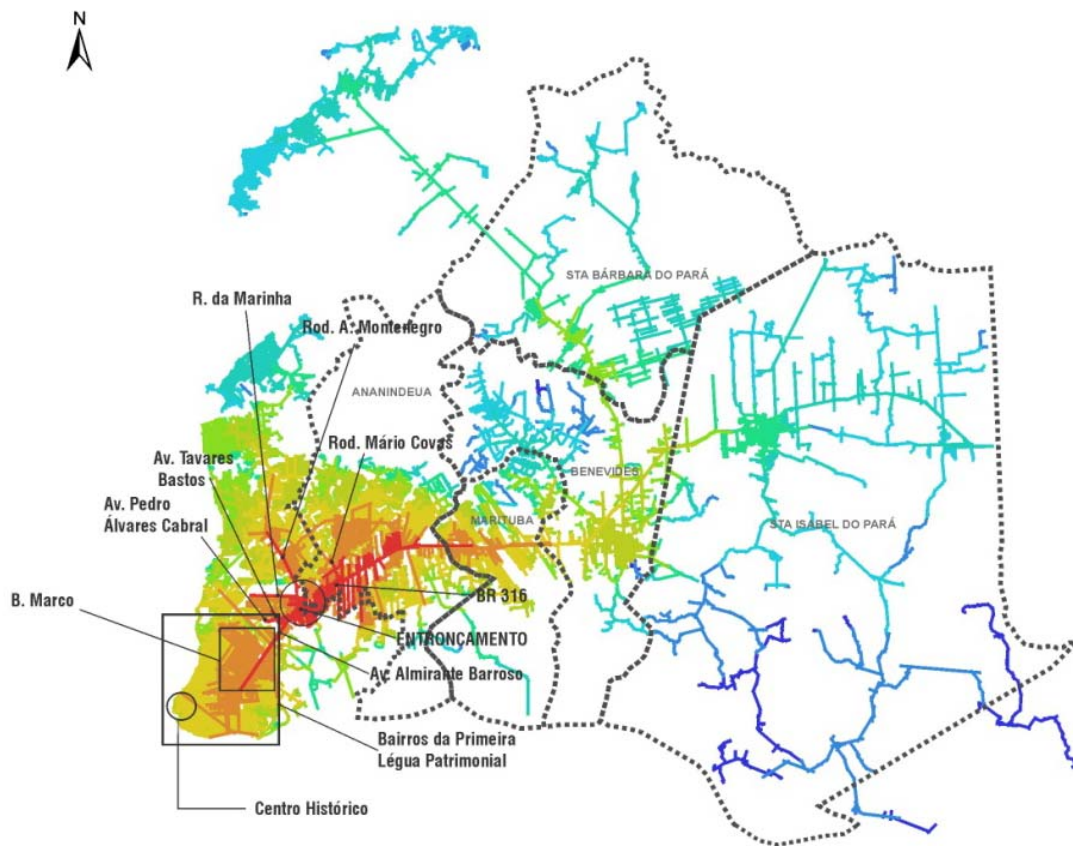 N
STA BÁRBARA DO PARÁ
R. da Marinha
Rod. A. Montenegro
ANANINDEUA
Rod. Mário Covas
Av. Tavares
Bastos
BENEVIDES
Av. Pedro
Álvares Cabral
MARITUBA
STA ISABEL DO PARÁ
B. Marco
BR 316
ENTRONÇAMENTO
Av. Almirante Barroso
Bairros da Primeira
Légua Patrimonial
Centro Histórico